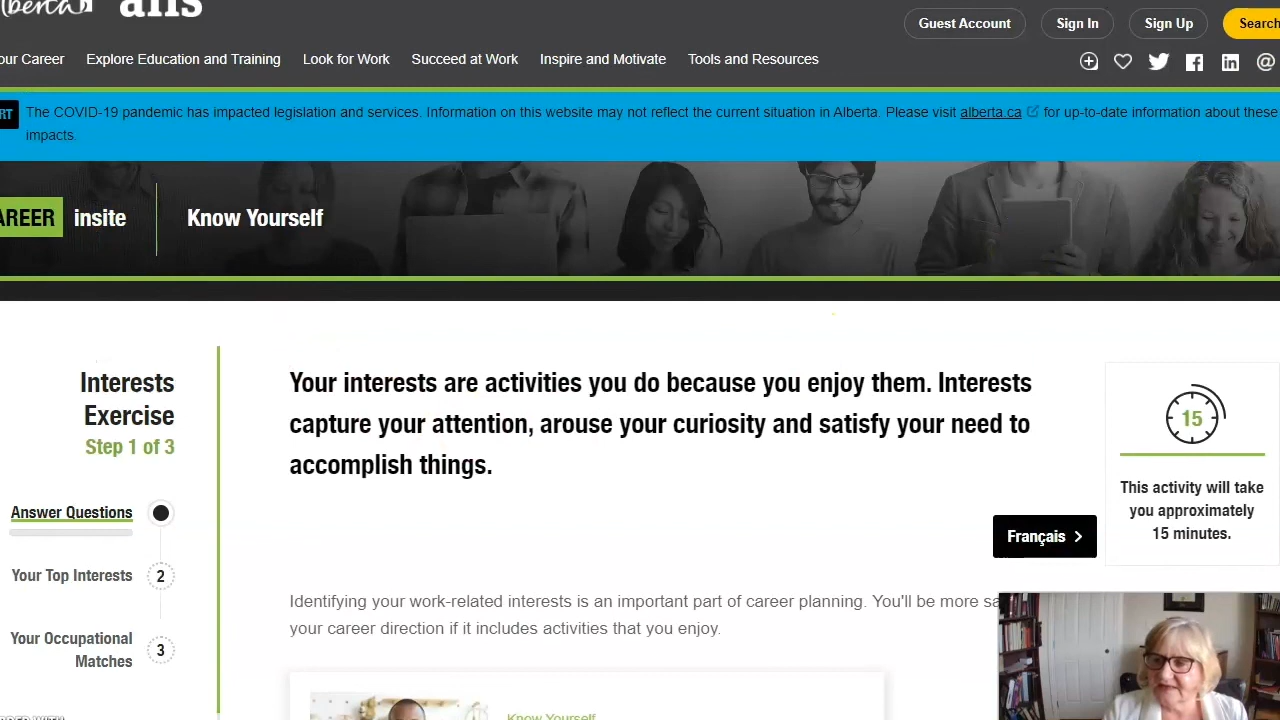 alis
Guest Account
Sign In
Sign Up
Search
our Career
Explore Education and Training
Look for Work
Succeed at Work
Inspire and Motivate
Tools and Resources
The COVID-19 pandemic has impacted legislation and services. Information on this website may not reflect the current situation in Alberta. Please visit alberta.ca for up-to-date information about these
impacts.
AREER insite
Know Yourself
Interests
Exercise
Step 1 of 3
Answer Questions
Your Top Interests 2
Your Occupational
Matches 3
Your interests are activities you do because you enjoy them. Interests
capture your attention, arouse your curiosity and satisfy your need to
accomplish things.
Français
Identifying your work-related interests is an important part of career planning. You'll be more sa
your career direction if it includes activities that you enjoy.
Know Yourself
15
This activity will take
you approximately
15 minutes.